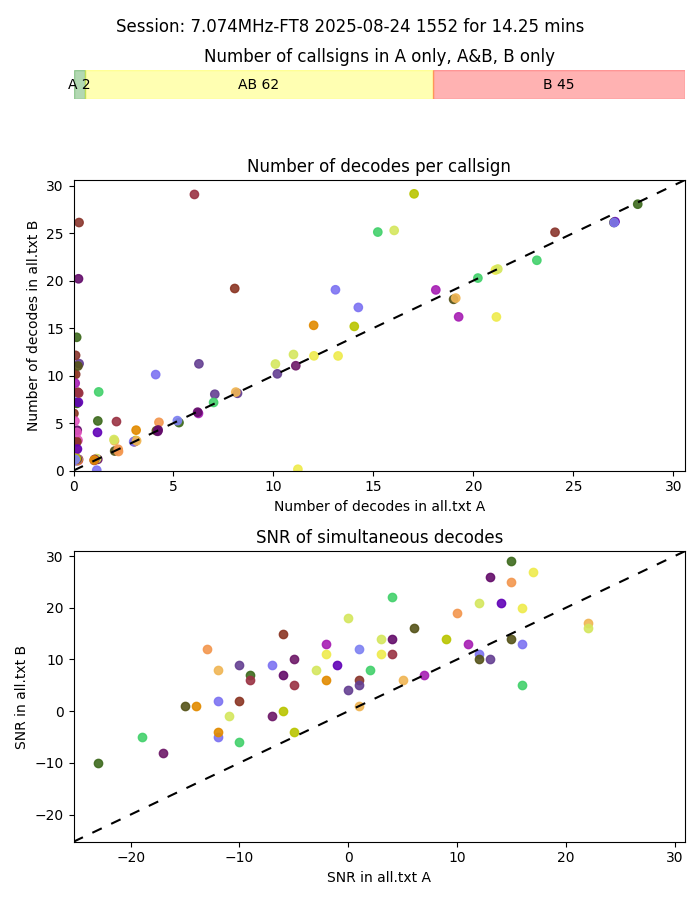 Session: 7.074MHz-FT8 2025-08-24 1552 for 14.25 mins
Number of callsigns in A only, A&B, B only
A 2 AB 62 B 45
Number of decodes per callsign
Number of decodes in all.txt B
30
25
20
15
10
5
0
0 5 10 15 20 25 30
Number of decodes in all.txt A
SNR of simultaneous decodes
SNR in all.txt B
30
20
10
0
−10
−20
−20 −10 0 10 20 30
SNR in all.txt A